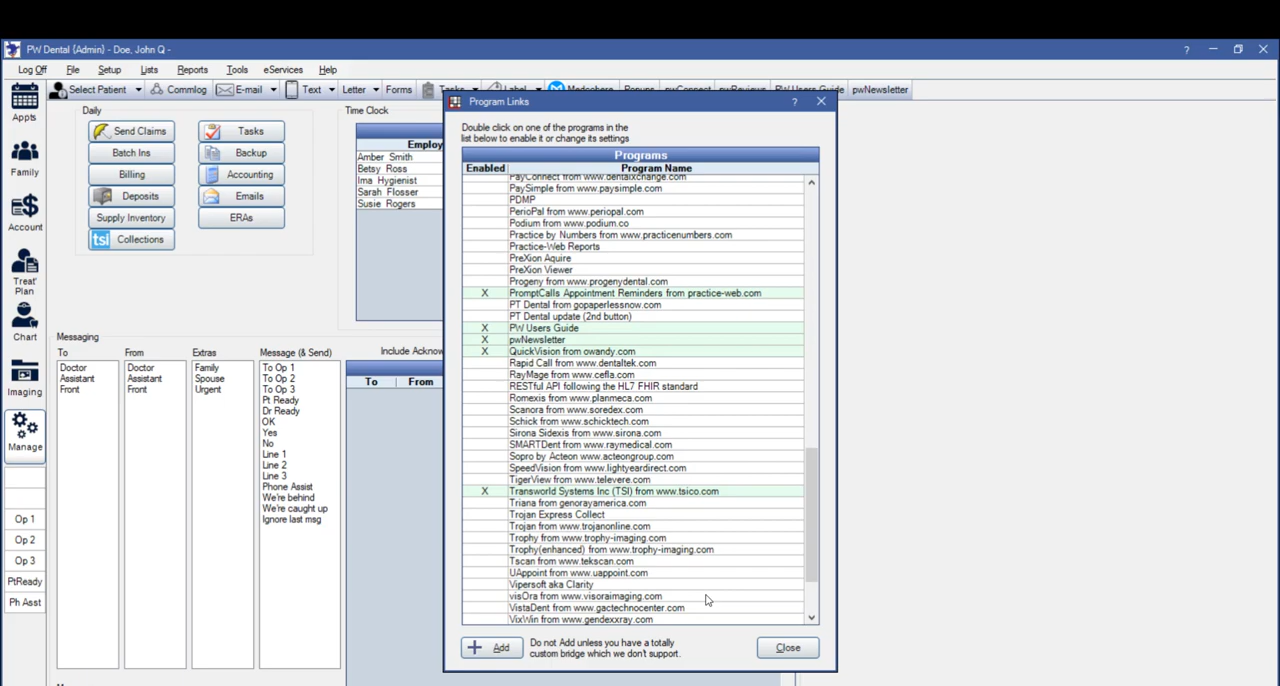 PW Dental {Admin} - Doe, John Q -
?
Log Off File Setup Lists Reports Tools eServices Help
Select Patient Commlog E-mail Text Letter Forms Tasks Label Medsphere Popups pwConnect pwReviews PW Users Guide pwNewsletter
Appts
Family
Account
Treat'
Plan
Chart
Imaging
Manage
Op 1
Op 2
Op 3
PtReady
Ph Asst
Daily
Send Claims
Batch Ins
Billing
Deposits
Supply Inventory
tsi Collections
Tasks
Backup
Accounting
Emails
ERAs
Time Clock
Employ
Amber Smith
Betsy Ross
Ima Hygienist
Sarah Flosser
Susie Rogers
Messaging
To From Extras Message (& Send)
Doctor
Assistant
Front
Doctor
Assistant
Front
Family
Spouse
Urgent
To Op 1
To Op 2
To Op 3
Pt Ready
Dr Ready
OK
Yes
No
Line 1
Line 2
Line 3
Phone Assist
We're behind
We're caught up
Ignore last msg
Include Acknow
To From
Program Links
?
Double click on one of the programs in the
list below to enable it or change its settings
Programs
Enabled Program Name
PayConnect from www.dentalxchange.com
PaySimple from www.paysimple.com
PDMP
PerioPal from www.periopal.com
Podium from www.podium.co
Practice by Numbers from www.practicenumbers.com
Practice-Web Reports
PreXion Aquire
PreXion Viewer
Progeny from www.progenydental.com
X PromptCalls Appointment Reminders from practice-web.com
PT Dental from gopaperlessnow.com
PT Dental update (2nd button)
X PW Users Guide
X pwNewsletter
X QuickVision from owandy.com
Rapid Call from www.dentaltek.com
RayMage from www.cefla.com
RESTful API following the HL7 FHIR standard
Romexis from www.planmeca.com
Scanora from www.soredex.com
Schick from www.schicktech.com
Sirona Sidexis from www.sirona.com
SMARTDent from www.raymedical.com
Sopro by Acteon www.acteongroup.com
SpeedVision from www.lightyeardirect.com
TigerView from www.televere.com
X Transworld Systems Inc (TSI) from www.tsico.com
Triana from genorayamerica.com
Trojan Express Collect
Trojan from www.trojanonline.com
Trophy from www.trophy-imaging.com
Trophy(enhanced) from www.trophy-imaging.com
Tscan from www.tekscan.com
UAppoint from www.uappoint.com
Vipersoft aka Clarity
visOra from www.visoraimaging.com
VistaDent from www.gactechnocenter.com
VixWin from www.gendexxray.com
Add
Do not Add unless you have a totally
custom bridge which we don't support.
Close